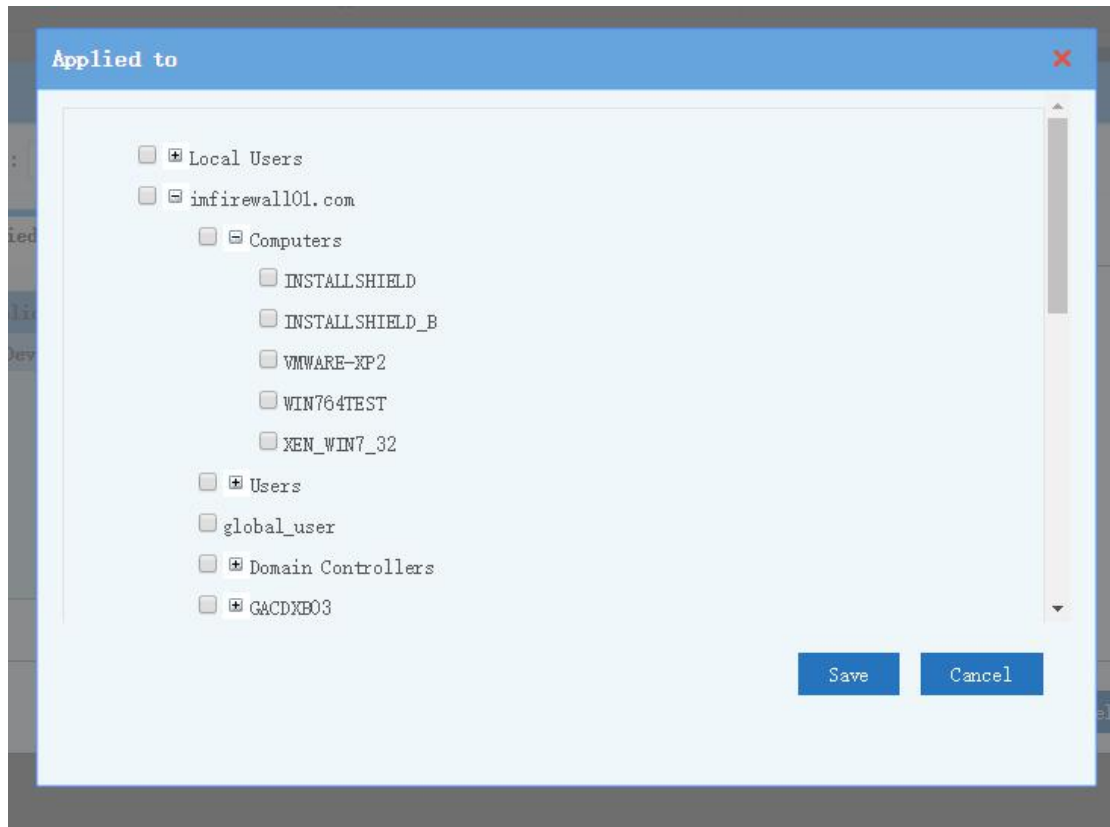 Applied to
Local Users
imfirewall01.com
Computers
INSTALLSHIELD
INSTALLSHIELD_B
VMWARE-XP2
WIN764TEST
XEN_WIN7_32
Users
global_user
Domain Controllers
GACDXB03
Save Cancel